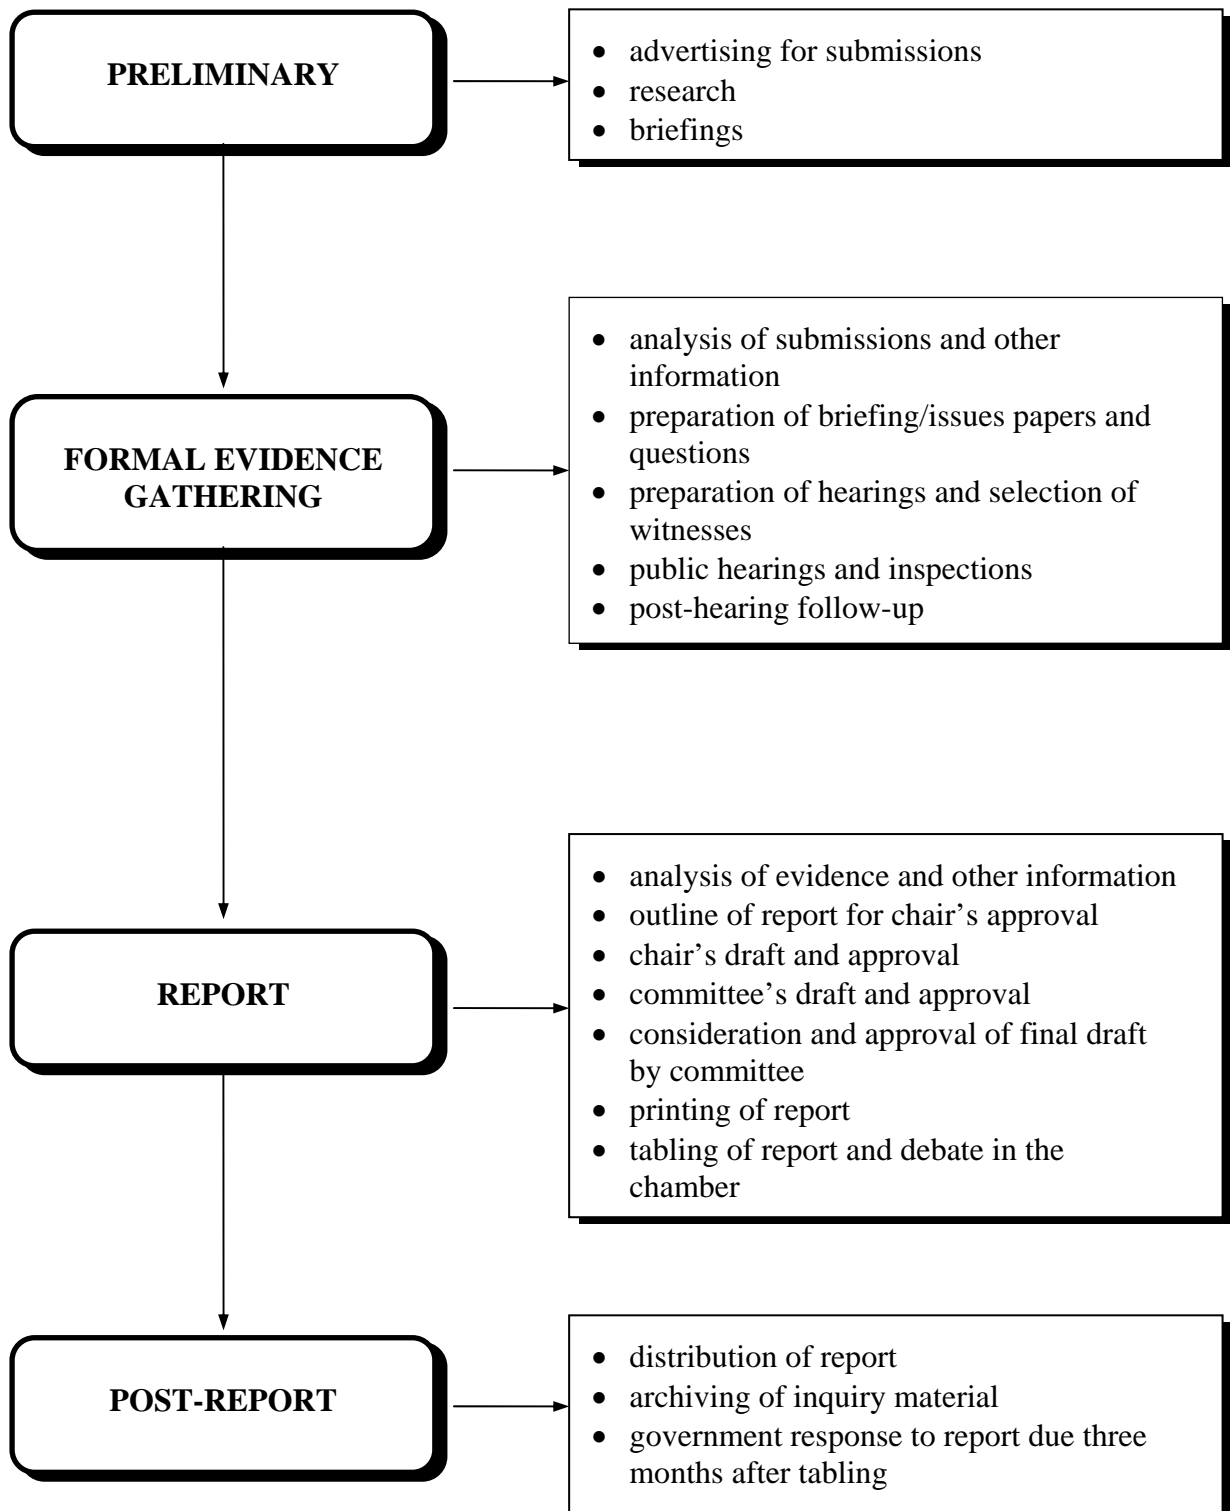 PRELIMINARY
• advertising for submissions
• research
• briefings
FORMAL EVIDENCE
GATHERING
• analysis of submissions and other
information
• preparation of briefing/issues papers and
questions
• preparation of hearings and selection of
witnesses
• public hearings and inspections
• post-hearing follow-up
REPORT
• analysis of evidence and other information
• outline of report for chair’s approval
• chair’s draft and approval
• committee’s draft and approval
• consideration and approval of final draft
by committee
• printing of report
• tabling of report and debate in the
chamber
POST-REPORT
• distribution of report
• archiving of inquiry material
• government response to report due three
months after tabling